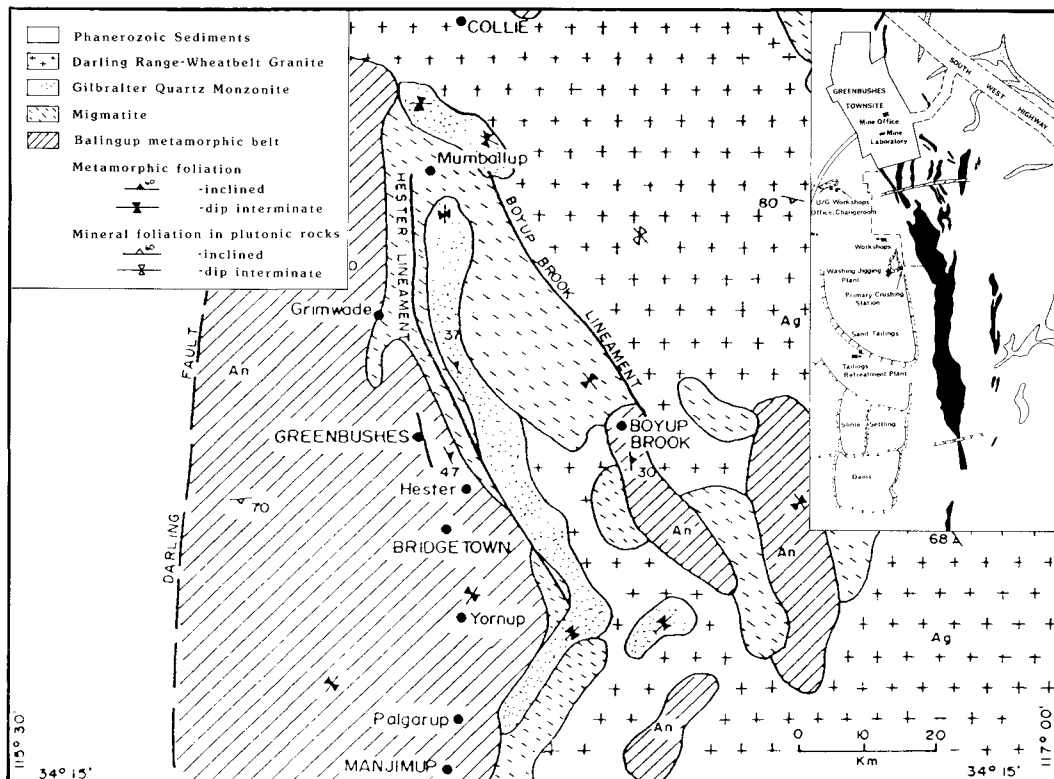 Phanerozoic Sediments
Darling Range-Wheatbelt Granite
Gilbralter Quartz Monzonite
Migmatite
Balingup metamorphic belt
Metamorphic foliation
-inclined
-dip interminate
Mineral foliation in plutonic rocks
-inclined
-dip interminate
COLLIE
Mumballup
HESTER LINEAMENT
BOYUP BROOK LINEAMENT
80
Grimwade
37
Ag
DARLING FAULT
An
GREENBUSHES
BOYUP
BROOK
47
30
Hester
70
BRIDGETOWN
An
An
Yornup
Ag
Palgarup
An
MANJIMUP
115° 30'
34° 15'
0 10 20
Km
34° 15'
117° 00'
SOUTH WEST HIGHWAY
GREENBUSHES
TOWNSITE
Mine Office
Mine
Laboratory
U/G Workshops
Office, Changeroom
Workshops
Washing Jigging
Plant
Primary Crushing
Station
Sand Tailings
Tailings
Retreatment Plant
Slime Settling
Dams
68A